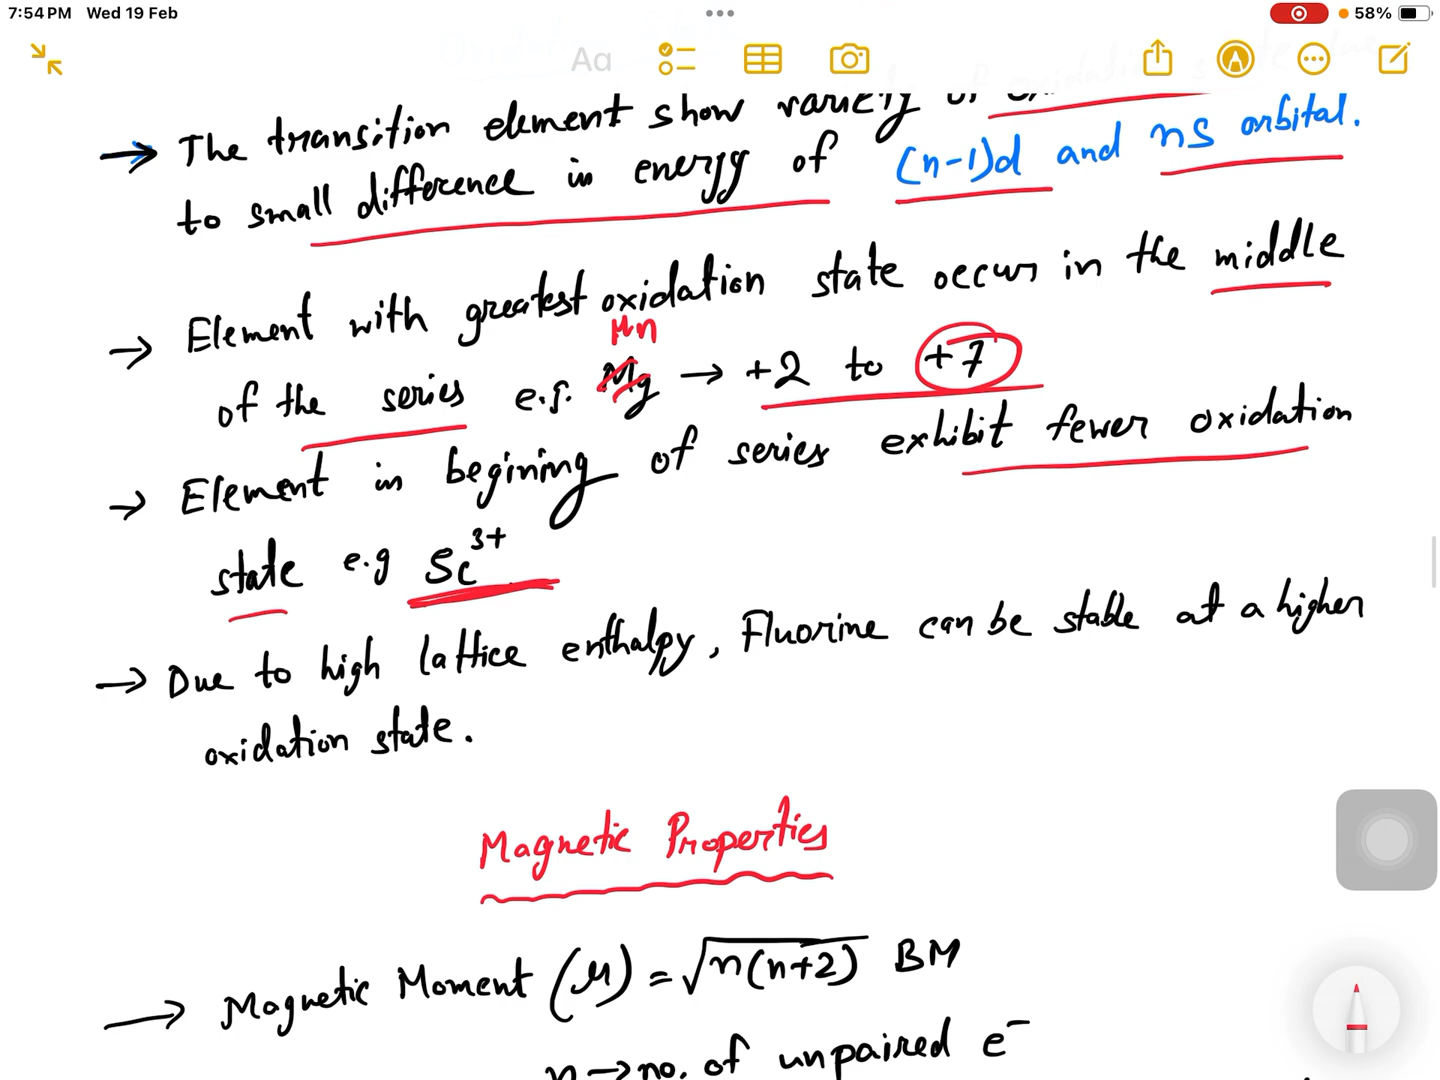 7:54 PM Wed 19 Feb
58%
Aa
→ The transition element show variety of
to small difference in energy of (n-1)d and ns orbital.
→ Element with greatest oxidation state occur in the middle
Mn
of the series e.g. Mg → +2 to +7
→ Element in begining of series exhibit fewer oxidation
state e.g Sc³⁺
→ Due to high lattice enthalpy, Fluorine can be stable at a higher
oxidation state.
Magnetic Properties
→ Magnetic Moment (μ) = √n(n+2) BM
n → no. of unpaired e⁻